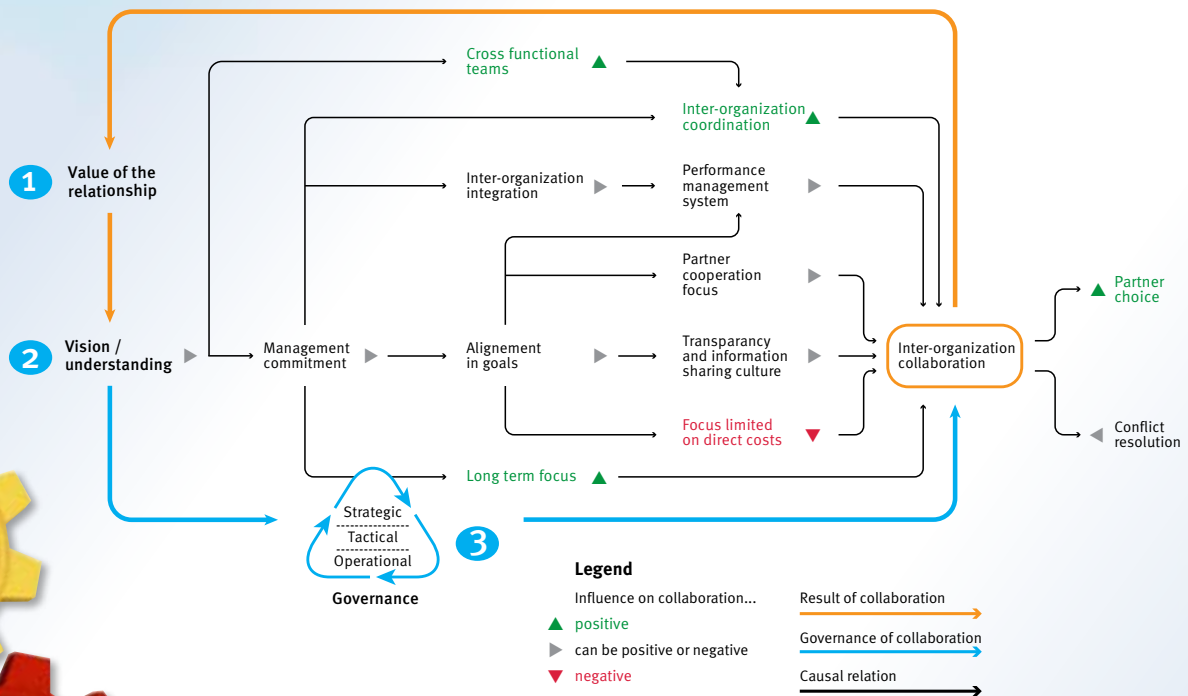 Cross functional
teams
Inter-organization
coordination
1
Value of the
relationship
Inter-organization
integration
Performance
management
system
Partner
cooperation
focus
Partner
choice
2
Vision /
understanding
Management
commitment
Alignement
in goals
Transparancy
and information
sharing culture
Inter-organization
collaboration
Focus limited
on direct costs
Conflict
resolution
Long term focus
Strategic
Tactical
Operational
3
Governance
Legend
Influence on collaboration...
positive
can be positive or negative
negative
Result of collaboration
Governance of collaboration
Causal relation